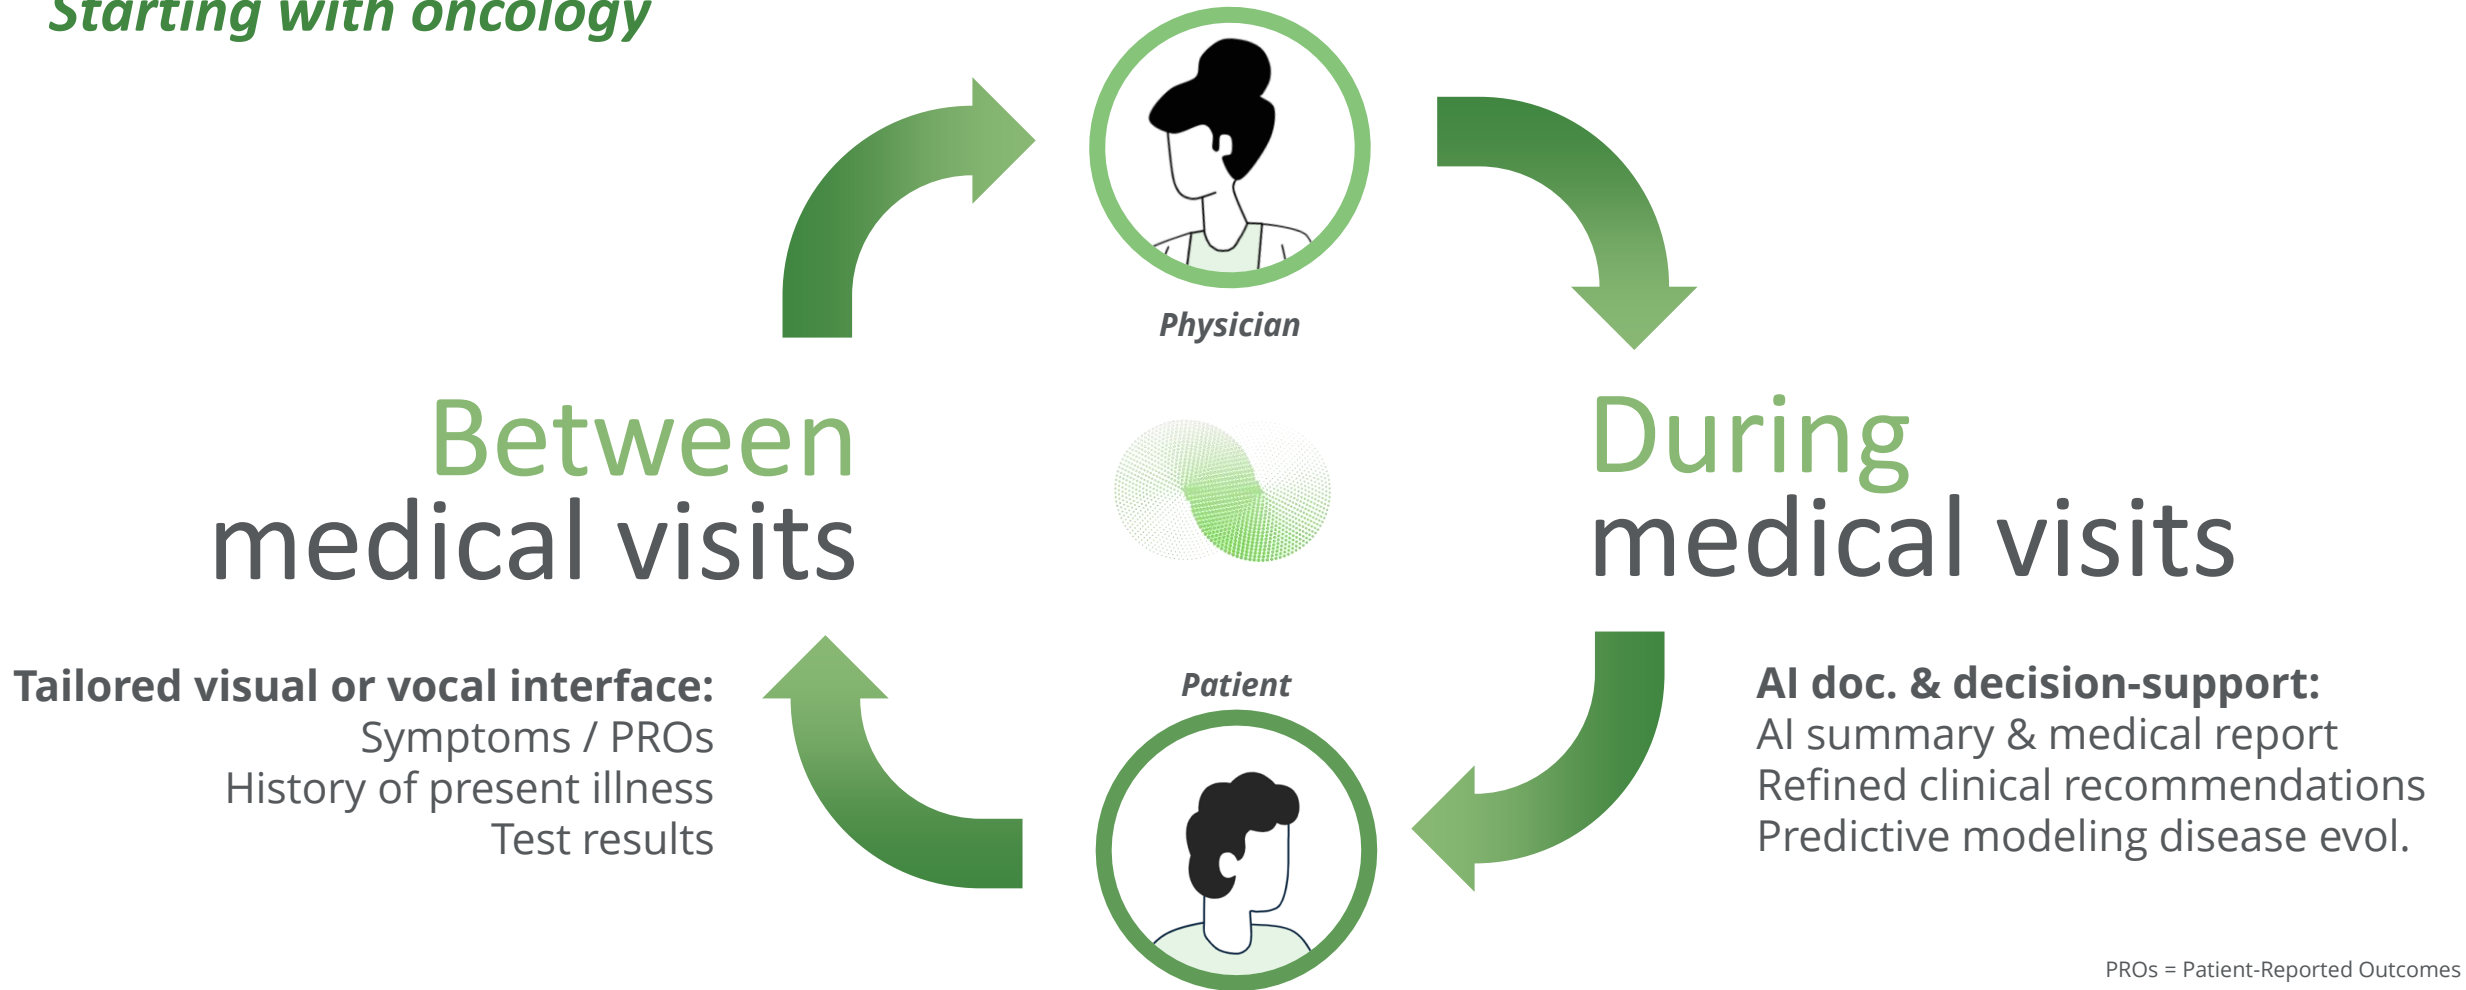 Starting with oncology
Physician
Between
medical visits
During
medical visits
Tailored visual or vocal interface:
Symptoms / PROs
History of present illness
Test results
Patient
AI doc. & decision-support:
AI summary & medical report
Refined clinical recommendations
Predictive modeling disease evol.
PROs = Patient-Reported Outcomes